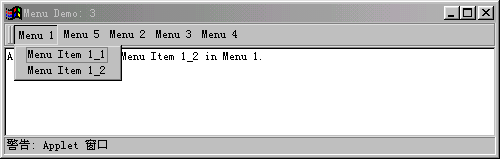 Menu Demo: 3
Menu 1 Menu 5 Menu 2 Menu 3 Menu 4
Menu Item 1_1
Menu Item 1_2
A Menu Item 1_2 in Menu 1.
警告: Applet 窗口